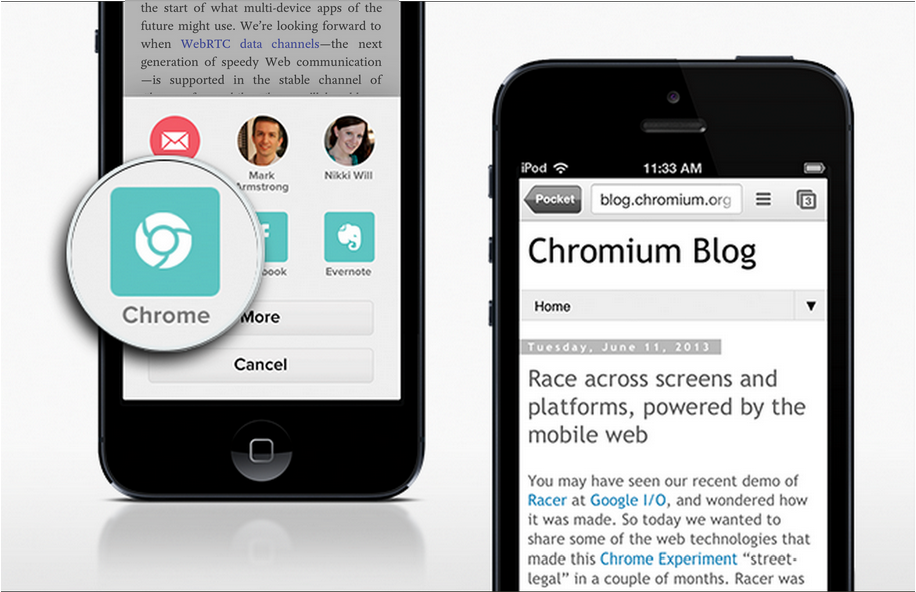 the start of what multi-device apps of the
future might use. We're looking forward to
when WebRTC data channels—the next
generation of speedy Web communication
—is supported in the stable channel of
Mark
Armstrong
Nikki Will
Chrome
Evernote
More
Cancel
iPod
11:33 AM
Pocket
blog.chromium.org
3
Chromium Blog
Home
Tuesday, June 11, 2013
Race across screens and
platforms, powered by the
mobile web
You may have seen our recent demo of
Racer at Google I/O, and wondered how
it was made. So today we wanted to
share some of the web technologies that
made this Chrome Experiment “street-
legal” in a couple of months. Racer was